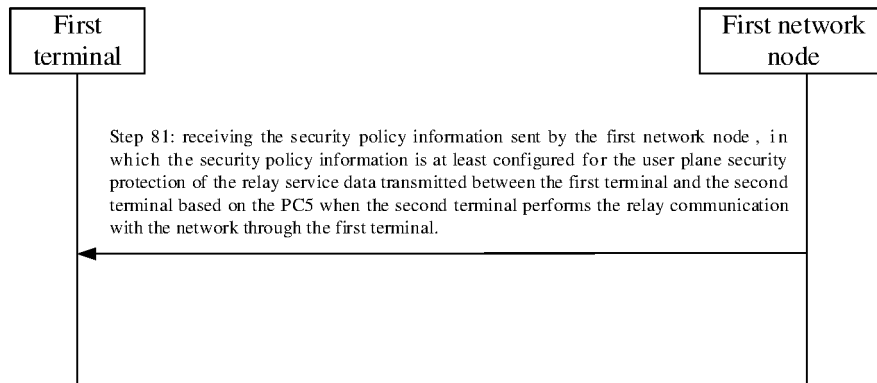 First
terminal
First network
node
Step 81: receiving the security policy information sent by the first network node , in
which the security policy information is at least configured for the user plane security
protection of the relay service data transmitted between the first terminal and the second
terminal based on the PC5 when the second terminal performs the relay communication
with the network through the first terminal.